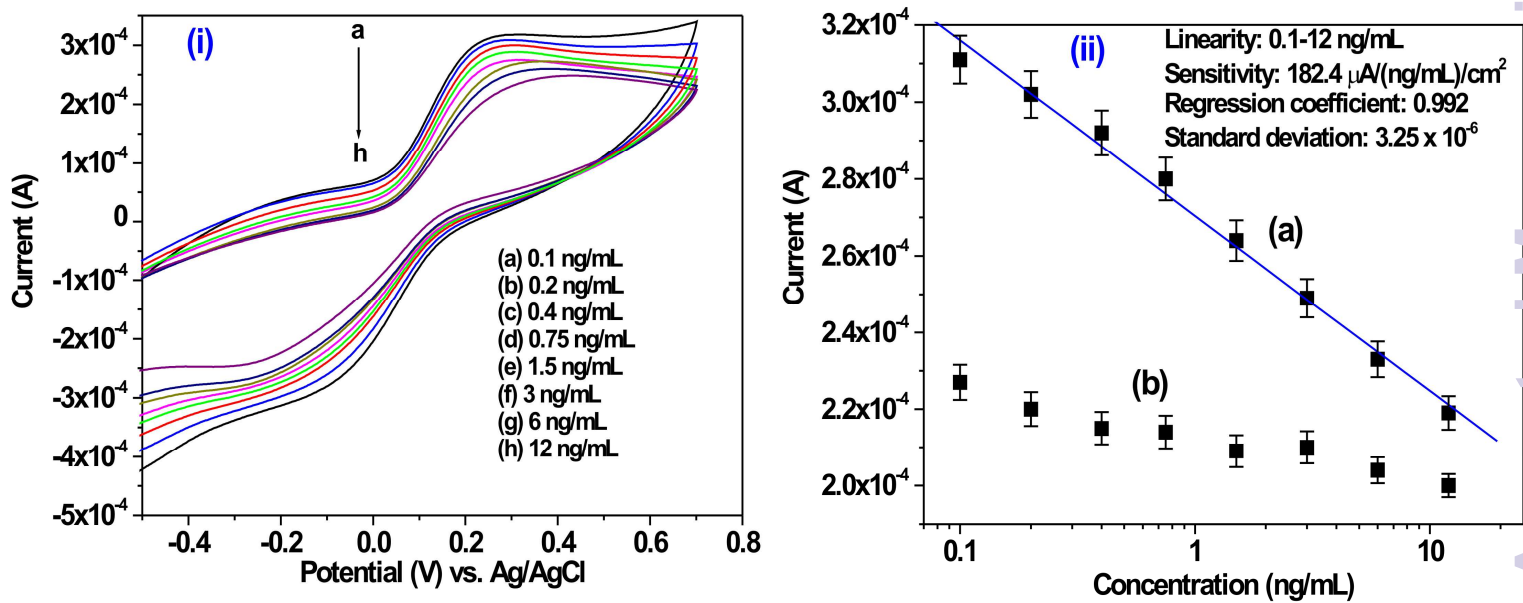 (i)
a
h
3x10-4
2x10-4
1x10-4
0
-1x10-4
-2x10-4
-3x10-4
-4x10-4
-5x10-4
Current (A)
(a) 0.1 ng/mL
(b) 0.2 ng/mL
(c) 0.4 ng/mL
(d) 0.75 ng/mL
(e) 1.5 ng/mL
(f) 3 ng/mL
(g) 6 ng/mL
(h) 12 ng/mL
-0.4 -0.2 0.0 0.2 0.4 0.6 0.8
Potential (V) vs. Ag/AgCl
(ii)
Linearity: 0.1-12 ng/mL
Sensitivity: 182.4 µA/(ng/mL)/cm2
Regression coefficient: 0.992
Standard deviation: 3.25 x 10-6
3.2x10-4
3.0x10-4
2.8x10-4
2.6x10-4
2.4x10-4
2.2x10-4
2.0x10-4
Current (A)
(a)
(b)
0.1 1 10
Concentration (ng/mL)